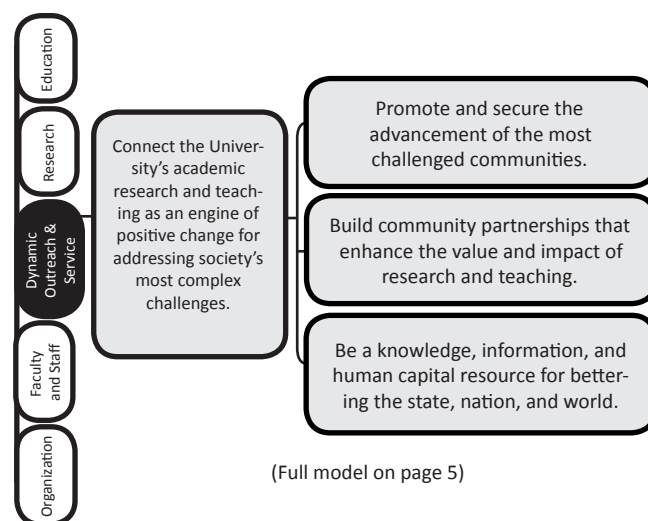 Education
Research
Dynamic
Outreach &
Service
Faculty
and Staff
Organization
Connect the Univer-
sity's academic
research and teach-
ing as an engine of
positive change for
addressing society's
most complex
challenges.
Promote and secure the
advancement of the most
challenged communities.
Build community partnerships that
enhance the value and impact of
research and teaching.
Be a knowledge, information, and
human capital resource for better-
ing the state, nation, and world.
(Full model on page 5)